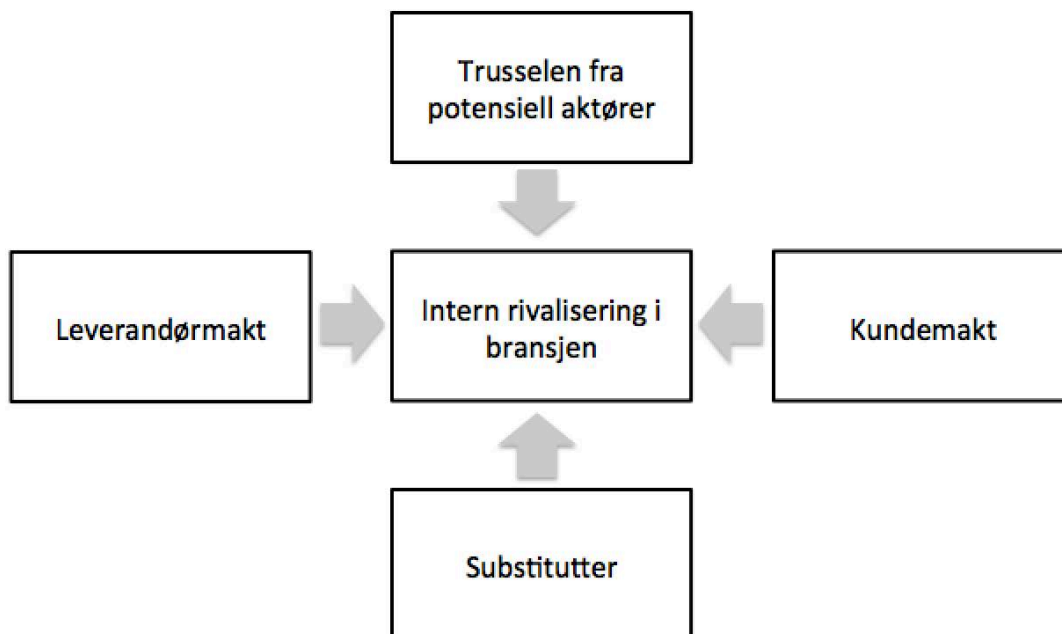 Trusselen fra
potensiell aktører
Leverandørmakt
Intern rivalisering i
bransjen
Kundemakt
Substitutter